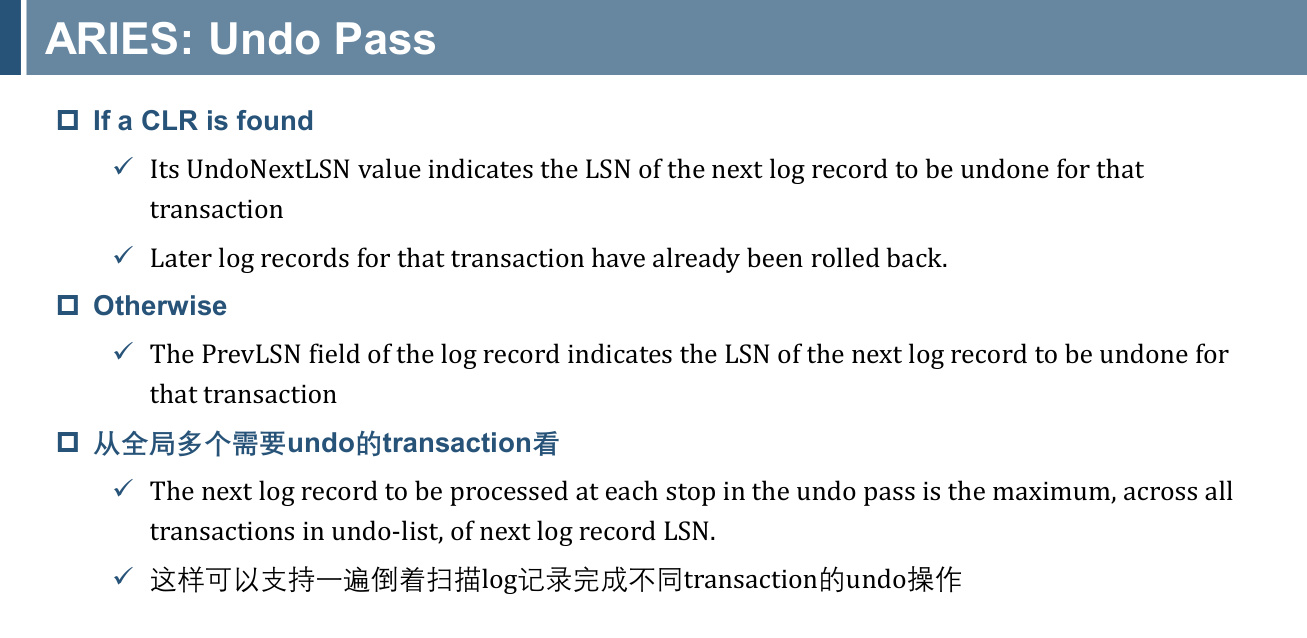 ARIES: Undo Pass
If a CLR is found
Its UndoNextLSN value indicates the LSN of the next log record to be undone for that
transaction
Later log records for that transaction have already been rolled back.
Otherwise
The PrevLSN field of the log record indicates the LSN of the next log record to be undone for
that transaction
从全局多个需要undo的transaction看
The next log record to be processed at each stop in the undo pass is the maximum, across all
transactions in undo-list, of next log record LSN.
这样可以支持一遍倒着扫描log记录完成不同transaction的undo操作